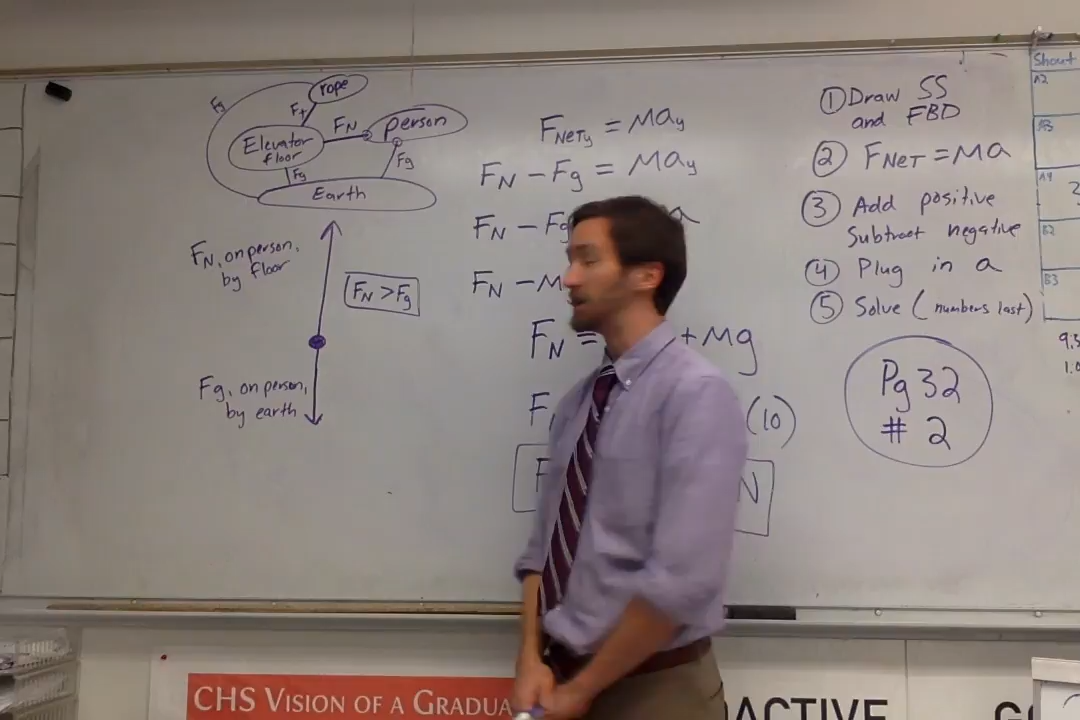 rope
Fg
Ft
FN
person
Elevator
floor
Fg
Fg
Earth
FN, on person,
by floor
FN > Fg
Fg, on person,
by earth
FNETy = may
FN - Fg = may
FN - Fg
FN - m
FN = + mg
(10)
N
① Draw SS
and FBD
② FNET = ma
③ Add positive
Subtract negative
④ Plug in a
⑤ Solve (numbers last)
Pg 32
# 2
Shout
A2
A3
A4
B2
B3
CHS VISION OF A GRADUA